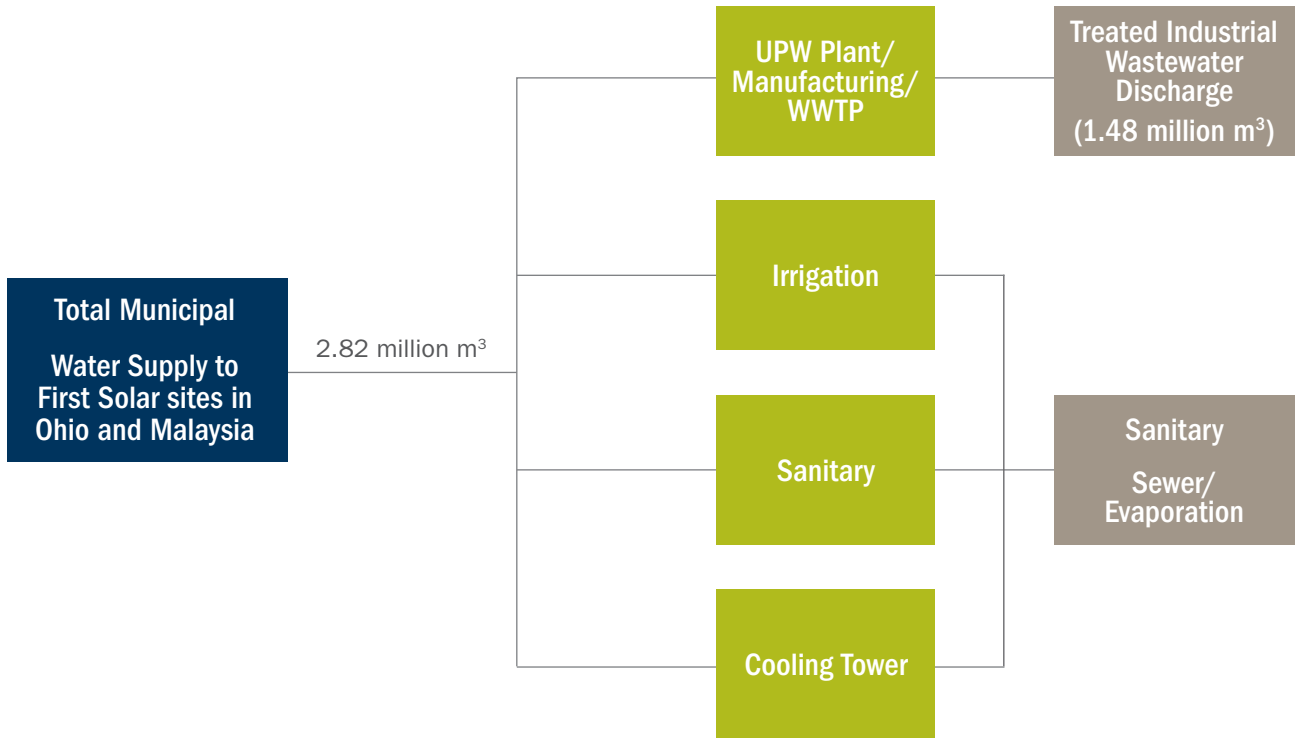 Total Municipal
Water Supply to
First Solar sites in
Ohio and Malaysia
2.82 million m³
UPW Plant/
Manufacturing/
WWTP
Irrigation
Sanitary
Cooling Tower
Treated Industrial
Wastewater
Discharge
(1.48 million m³)
Sanitary
Sewer/
Evaporation